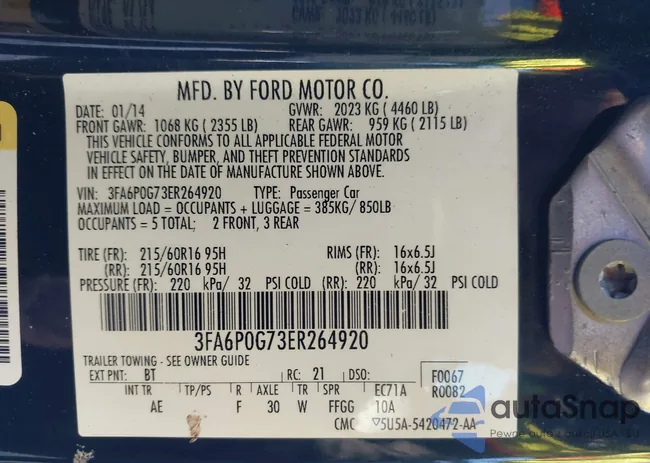 MFD. BY FORD MOTOR CO.
DATE: 01/14 GVWR: 2023 KG ( 4460 LB)
FRONT GAWR: 1068 KG ( 2355 LB) REAR GAWR: 959 KG ( 2115 LB)
THIS VEHICLE CONFORMS TO ALL APPLICABLE FEDERAL MOTOR
VEHICLE SAFETY, BUMPER, AND THEFT PREVENTION STANDARDS
IN EFFECT ON THE DATE OF MANUFACTURE SHOWN ABOVE.
VIN: 3FA6P0G73ER264920 TYPE: Passenger Car
MAXIMUM LOAD = OCCUPANTS + LUGGAGE = 385KG/ 850LB
OCCUPANTS = 5 TOTAL; 2 FRONT, 3 REAR
TIRE (FR): 215/60R16 95H RIMS (FR): 16x6.5J
(RR): 215/60R16 95H (RR): 16x6.5J
PRESSURE (FR): 220 kPa/ 32 PSI COLD (RR): 220 kPa/ 32 PSI COLD
3FA6P0G73ER264920
TRAILER TOWING - SEE OWNER GUIDE
EXT PNT: BT RC: 21 DSO: F0067
R0082
INT TR TP/PS R AXLE TR SPR EC71A
AE F 30 W FFGG 10A
CMC ▽5U5A-5420472-AA
autoSnap